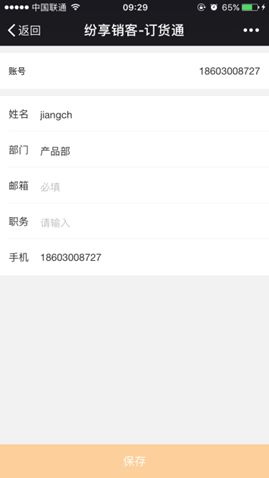 中国联通 09:29 65%
返回 纷享销客-订货通
账号 18603008727
姓名 jiangch
部门 产品部
邮箱 必填
职务 请输入
手机 18603008727
保存